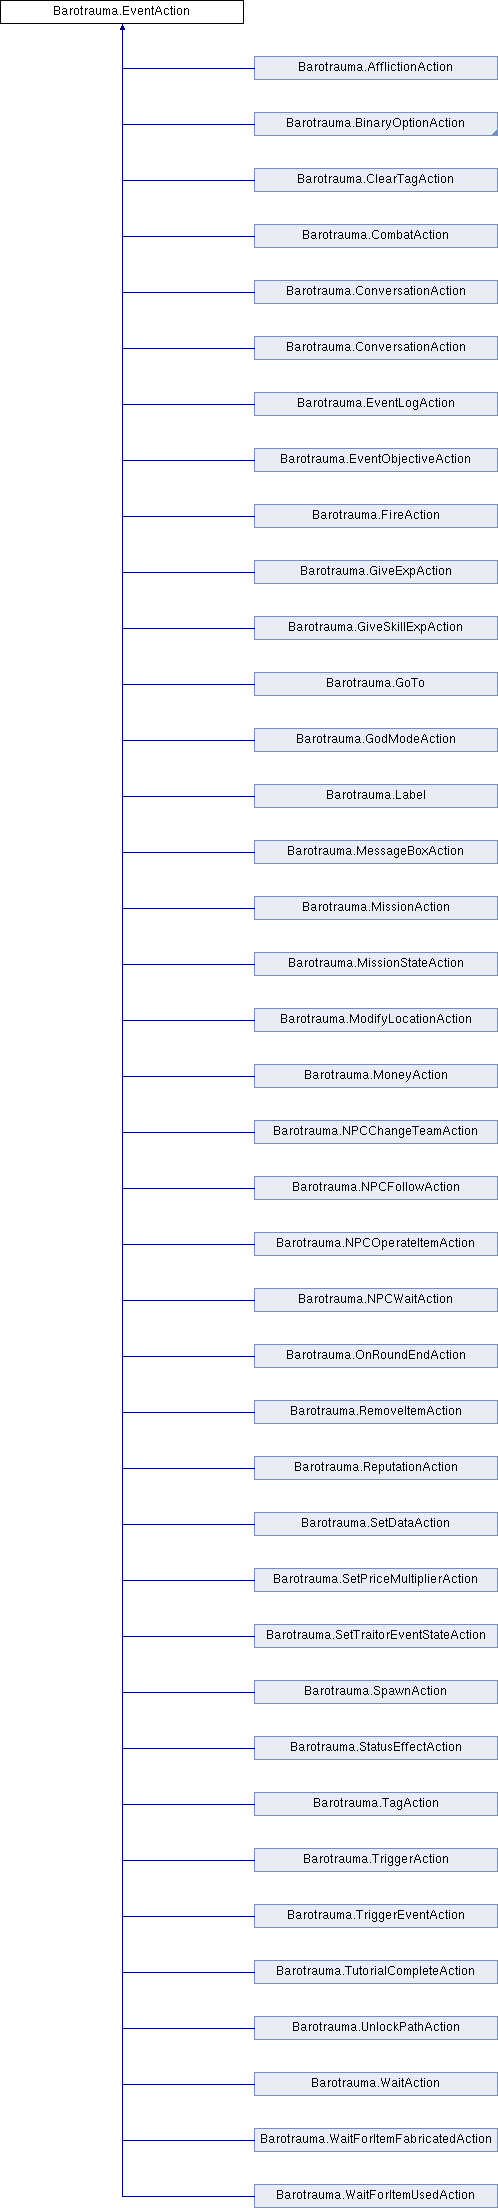 Barotrauma.EventAction
Barotrauma.AfflictionAction
Barotrauma.BinaryOptionAction
Barotrauma.ClearTagAction
Barotrauma.CombatAction
Barotrauma.ConversationAction
Barotrauma.ConversationAction
Barotrauma.EventLogAction
Barotrauma.EventObjectiveAction
Barotrauma.FireAction
Barotrauma.GiveExpAction
Barotrauma.GiveSkillExpAction
Barotrauma.GoTo
Barotrauma.GodModeAction
Barotrauma.Label
Barotrauma.MessageBoxAction
Barotrauma.MissionAction
Barotrauma.MissionStateAction
Barotrauma.ModifyLocationAction
Barotrauma.MoneyAction
Barotrauma.NPCChangeTeamAction
Barotrauma.NPCFollowAction
Barotrauma.NPCOperateItemAction
Barotrauma.NPCWaitAction
Barotrauma.OnRoundEndAction
Barotrauma.RemoveItemAction
Barotrauma.ReputationAction
Barotrauma.SetDataAction
Barotrauma.SetPriceMultiplierAction
Barotrauma.SetTraitorEventStateAction
Barotrauma.SpawnAction
Barotrauma.StatusEffectAction
Barotrauma.TagAction
Barotrauma.TriggerAction
Barotrauma.TriggerEventAction
Barotrauma.TutorialCompleteAction
Barotrauma.UnlockPathAction
Barotrauma.WaitAction
Barotrauma.WaitForItemFabricatedAction
Barotrauma.WaitForItemUsedAction